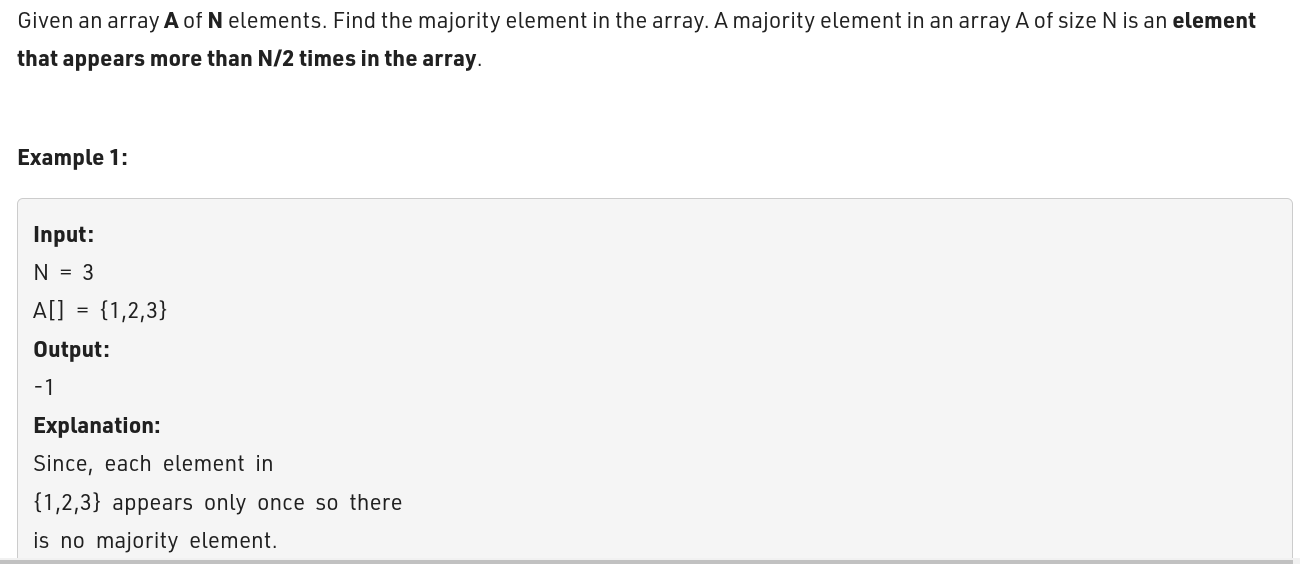 Given an array A of N elements. Find the majority element in the array. A majority element in an array A of size N is an element
that appears more than N/2 times in the array.
Example 1:
Input:
N = 3
A[] = {1,2,3}
Output:
-1
Explanation:
Since, each element in
{1,2,3} appears only once so there
is no majority element.